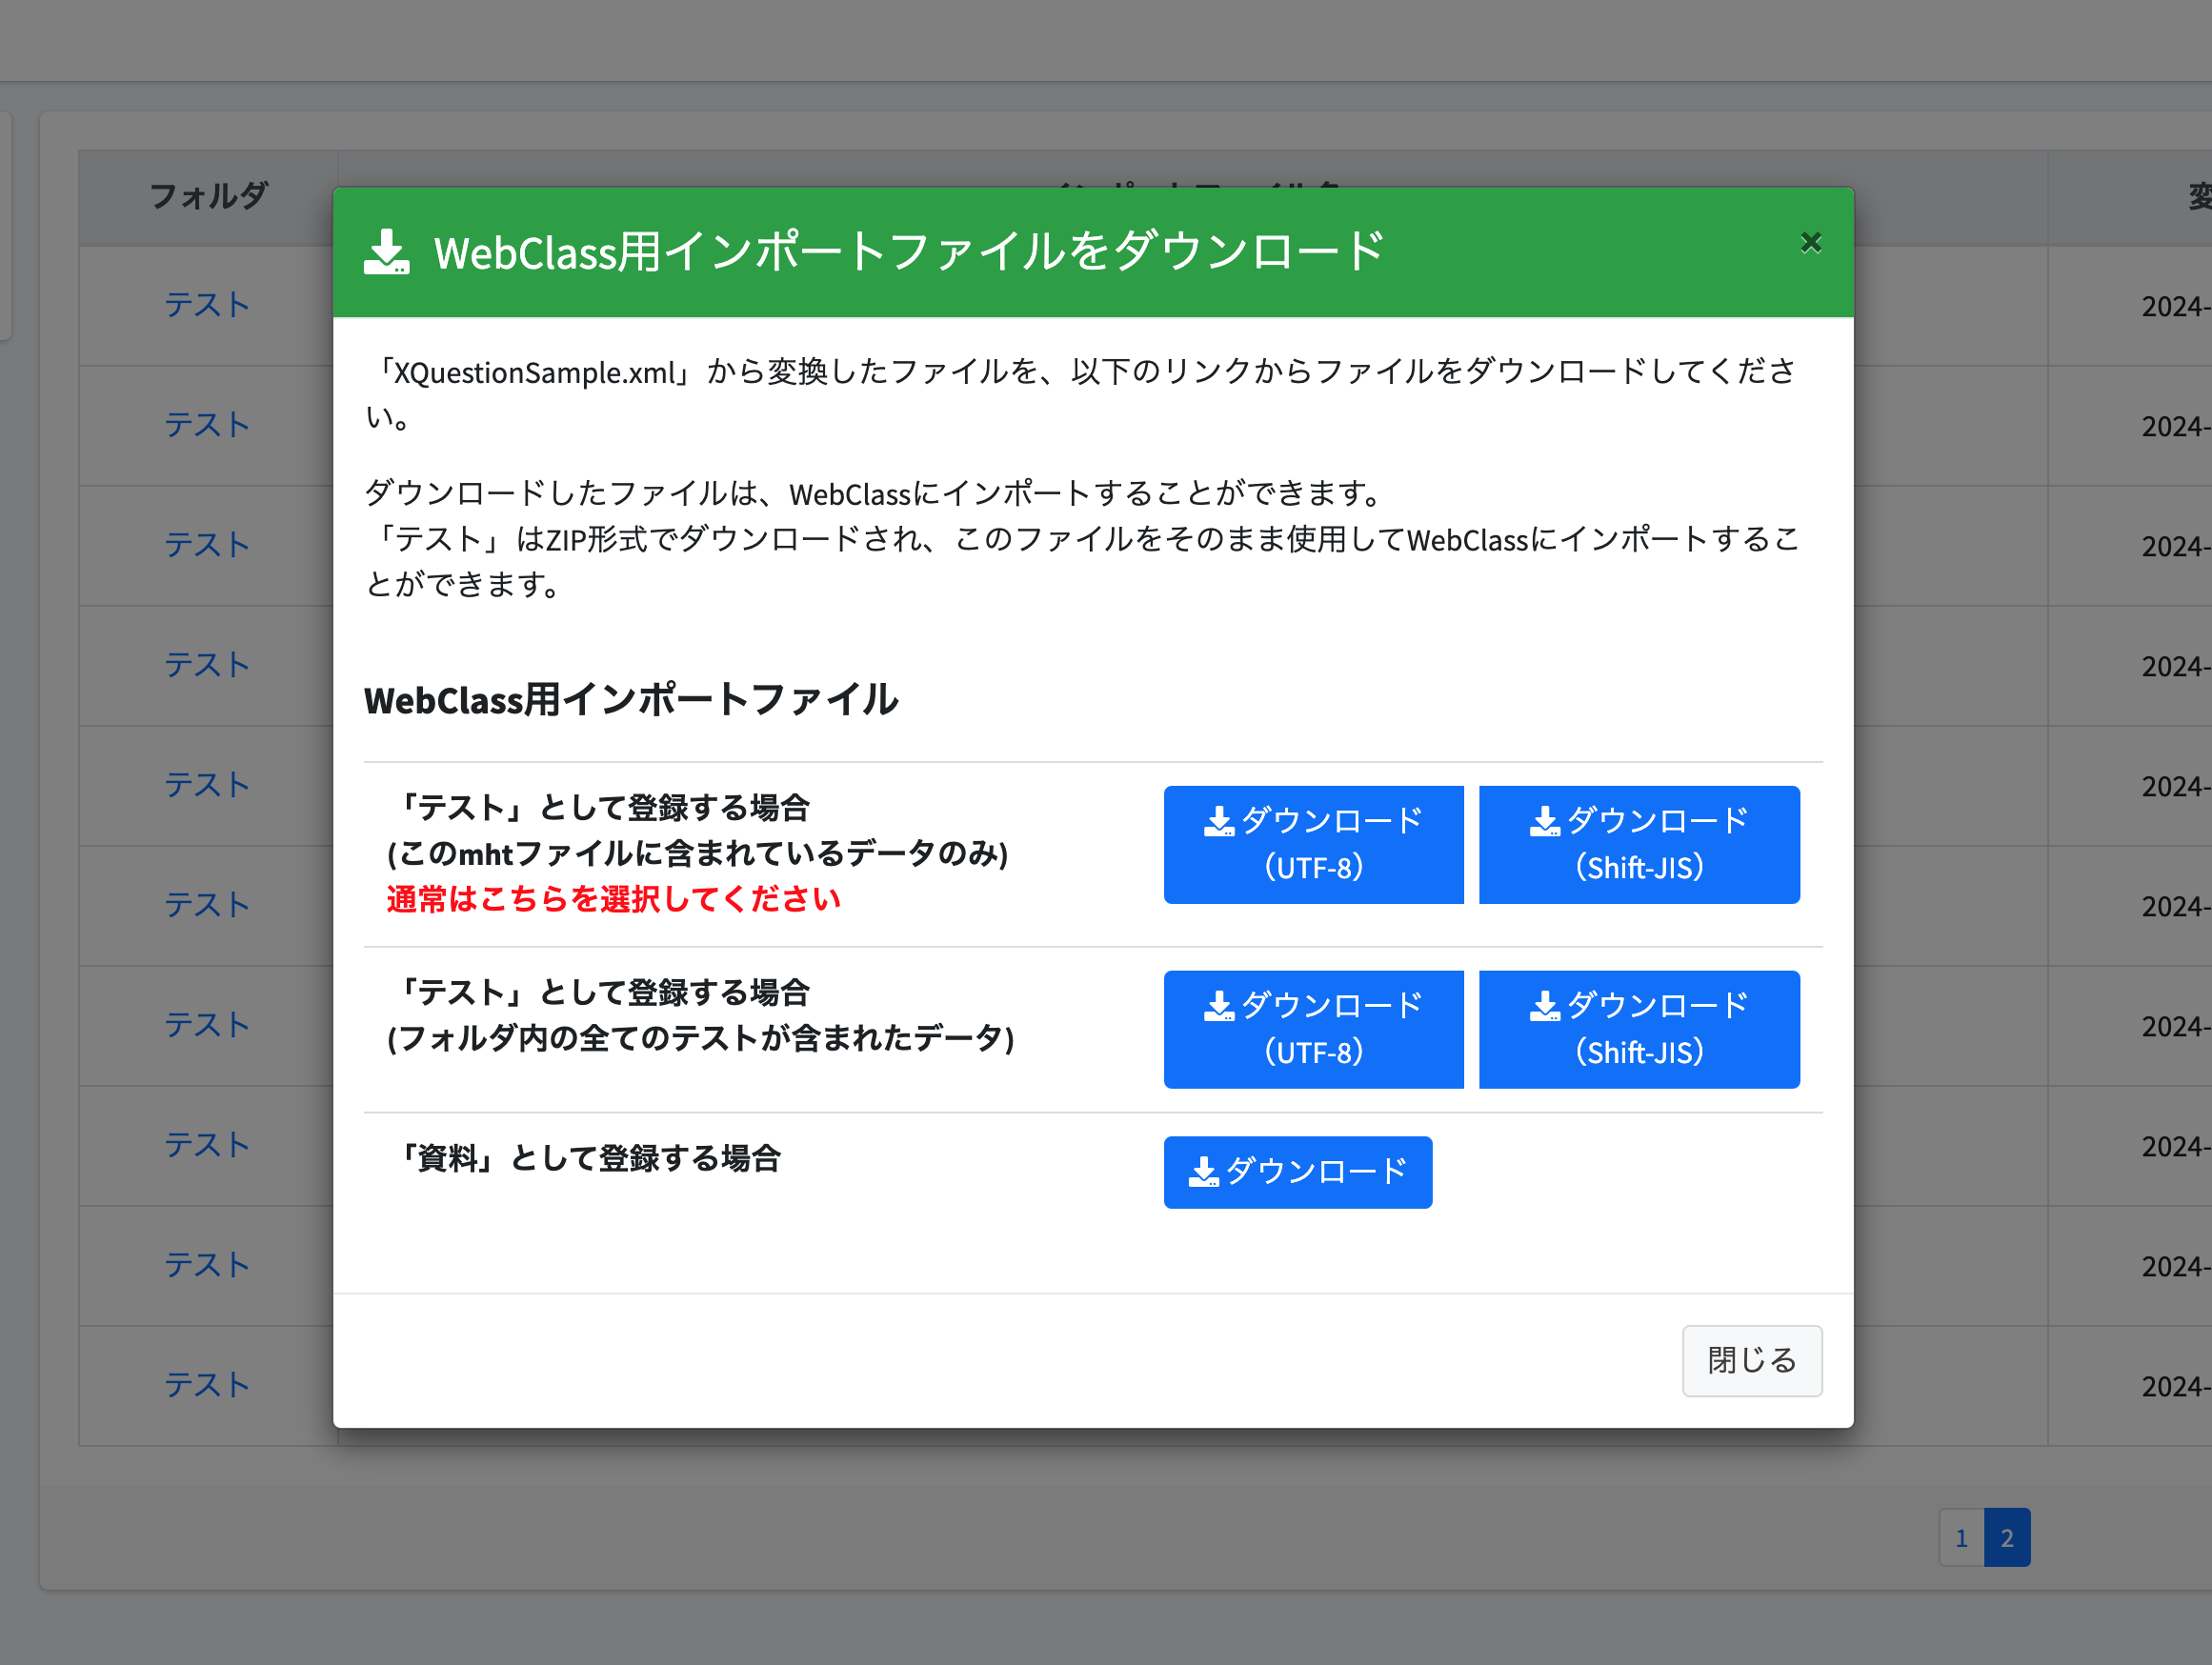 フォルダ
変
テスト
2024-
テスト
2024-
テスト
2024-
テスト
2024-
テスト
2024-
テスト
2024-
テスト
2024-
テスト
2024-
テスト
2024-
テスト
2024-
WebClass用インポートファイルをダウンロード
「XQuestionSample.xml」から変換したファイルを、以下のリンクからファイルをダウンロードしてくださ
い。
ダウンロードしたファイルは、WebClassにインポートすることができます。
「テスト」はZIP形式でダウンロードされ、このファイルをそのまま使用してWebClassにインポートするこ
とができます。
WebClass用インポートファイル
「テスト」として登録する場合
(このmhtファイルに含まれているデータのみ)
通常はこちらを選択してください
ダウンロード
（UTF-8）
ダウンロード
（Shift-JIS）
「テスト」として登録する場合
(フォルダ内の全てのテストが含まれたデータ)
ダウンロード
（UTF-8）
ダウンロード
（Shift-JIS）
「資料」として登録する場合
ダウンロード
閉じる
1
2